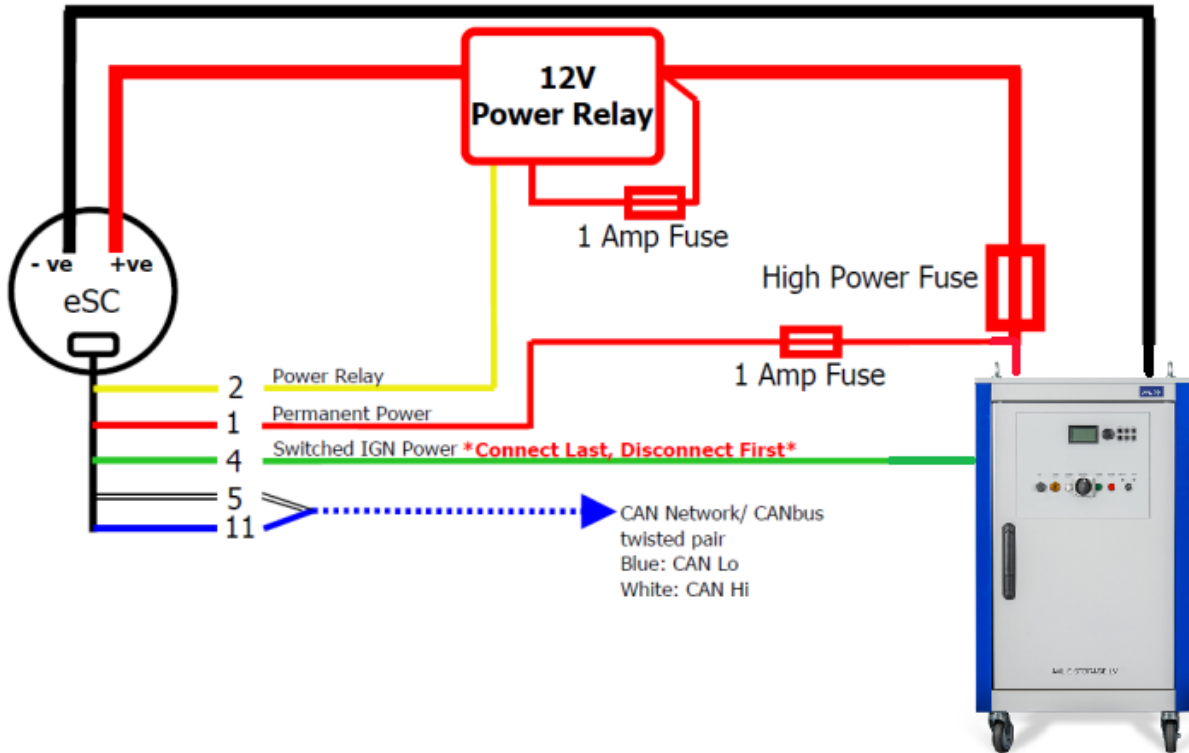 12V
Power Relay
1 Amp Fuse
- ve +ve
eSC
High Power Fuse
1 Amp Fuse
2 Power Relay
1 Permanent Power
4 Switched IGN Power *Connect Last, Disconnect First*
5
11
CAN Network/ CANbus
twisted pair
Blue: CAN Lo
White: CAN Hi